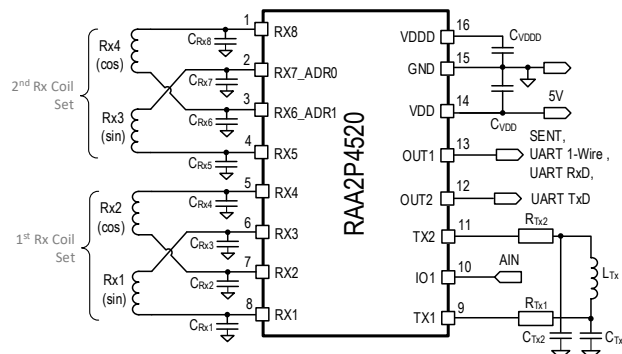 1
RX8
CRx8
Rx4
(cos)
2
RX7_ADR0
CRx7
2nd Rx Coil
Set
3
RX6_ADR1
CRx6
Rx3
(sin)
4
RX5
CRx5
5
RX4
CRx4
Rx2
(cos)
6
RX3
CRx3
1st Rx Coil
Set
7
RX2
CRx2
Rx1
(sin)
8
RX1
CRx1
RAA2P4520
VDDD
16
CVDDD
GND
15
VDD
14
5V
CVDD
OUT1
13
SENT,
UART 1-Wire ,
UART RxD,
OUT2
12
UART TxD
TX2
11
RTx2
IO1
10
AIN
LTx
TX1
9
RTx1
CTx2
CTx